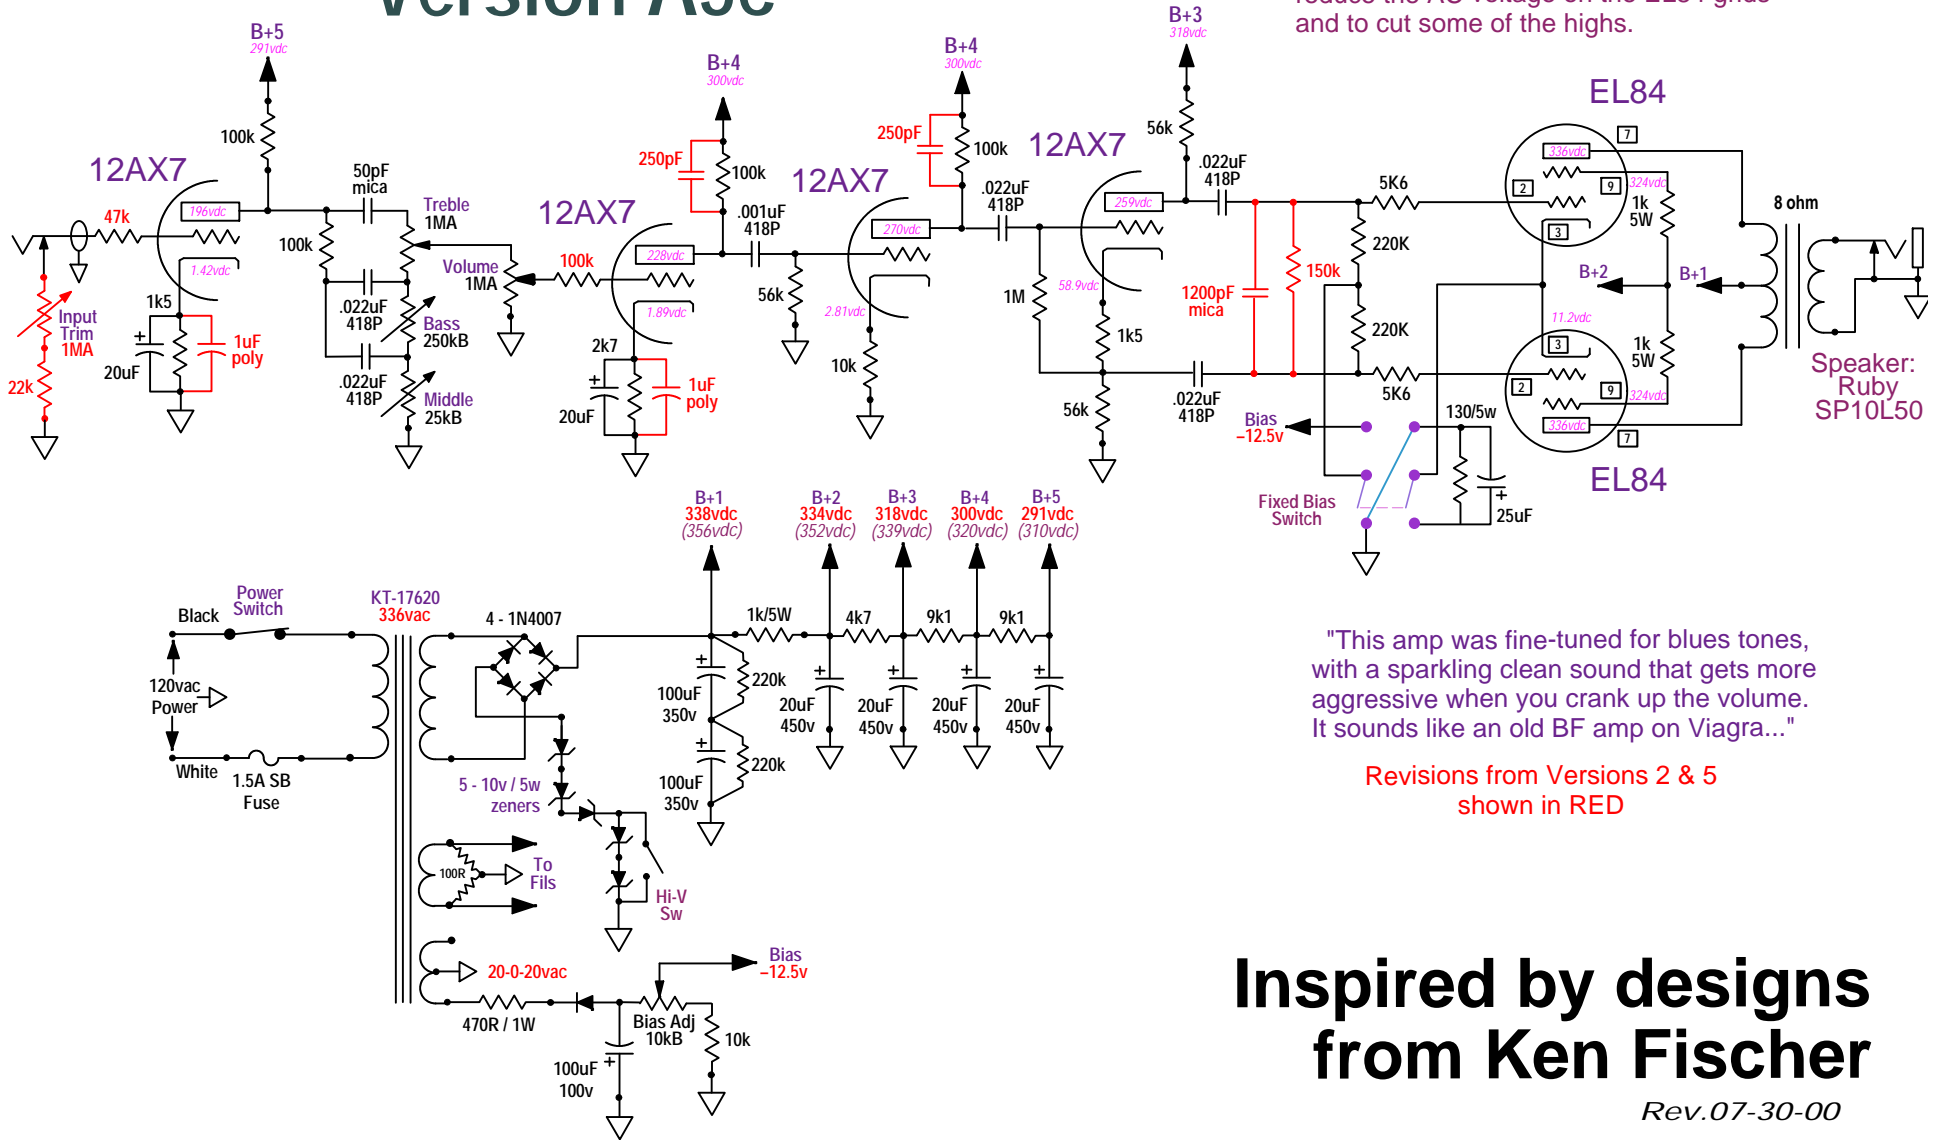 Version A5c
reduce the AC voltage on the EL84 grids
and to cut some of the highs.
B+5
291vdc
100k
12AX7
196vdc
47k
1.42vdc
1k5
Input
Trim
1MA
22k
20uF
1uF
poly
50pF
mica
Treble
1MA
100k
.022uF
418P
Bass
250kB
.022uF
418P
Middle
25kB
Volume
1MA
B+4
300vdc
250pF
100k
12AX7
228vdc
100k
1.89vdc
2k7
20uF
1uF
poly
.001uF
418P
56k
B+4
300vdc
250pF
100k
12AX7
270vdc
2.81vdc
10k
.022uF
418P
1M
B+3
318vdc
56k
12AX7
259vdc
58.9vdc
1k5
56k
.022uF
418P
.022uF
418P
1200pF
mica
150k
5K6
220K
220K
5K6
EL84
7
336vdc
2
9
324vdc
3
1k
5W
B+2
B+1
11.2vdc
3
1k
5W
2
9
324vdc
336vdc
7
EL84
8 ohm
Speaker:
Ruby
SP10L50
Bias
–12.5v
130/5w
25uF
Fixed Bias
Switch
B+1
338vdc
(356vdc)
B+2
334vdc
(352vdc)
B+3
318vdc
(339vdc)
B+4
300vdc
(320vdc)
B+5
291vdc
(310vdc)
Black
Power
Switch
KT-17620
336vac
4 - 1N4007
1k/5W
4k7
9k1
9k1
120vac
Power
White
1.5A SB
Fuse
100uF
350v
220k
100uF
350v
220k
20uF
450v
20uF
450v
20uF
450v
20uF
450v
5 - 10v / 5w
zeners
Hi-V
Sw
100R
To
Fils
20-0-20vac
470R / 1W
Bias
–12.5v
Bias Adj
10kB
10k
100uF
100v
"This amp was fine-tuned for blues tones,
with a sparkling clean sound that gets more
aggressive when you crank up the volume.
It sounds like an old BF amp on Viagra..."
Revisions from Versions 2 & 5
shown in RED
Inspired by designs
from Ken Fischer
Rev.07-30-00